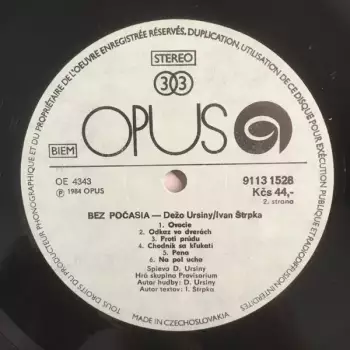 TOUS DROITS DU PRODUCTEUR PHONOGRAPHIQUE ET DU PROPRIÉTAIRE DE L'OEUVRE ENREGISTRÉE RÉSERVÉS. DUPLICATION, UTILISATION DE CE DISQUE POUR EXÉCUTION PUBLIQUE ET RADIODIFFUSION INTERDITES
STEREO
33
OPUS
BIEM
OE 4343
℗ 1984 OPUS
9113 1528
Kčs 44,-
2. strana
BEZ POČASIA — Dežo Ursiny/Ivan Štrpka
1. Ovocie
2. Odkaz vo dverách
3. Proti prúdu
4. Chodník sa kľukatí
5. Pena
6. Na pol ucha
Spieva D. Ursiny
Hrá skupina Provisorium
Autor hudby: D. Ursiny
Autor textov: I. Štrpka
MADE IN CZECHOSLOVAKIA